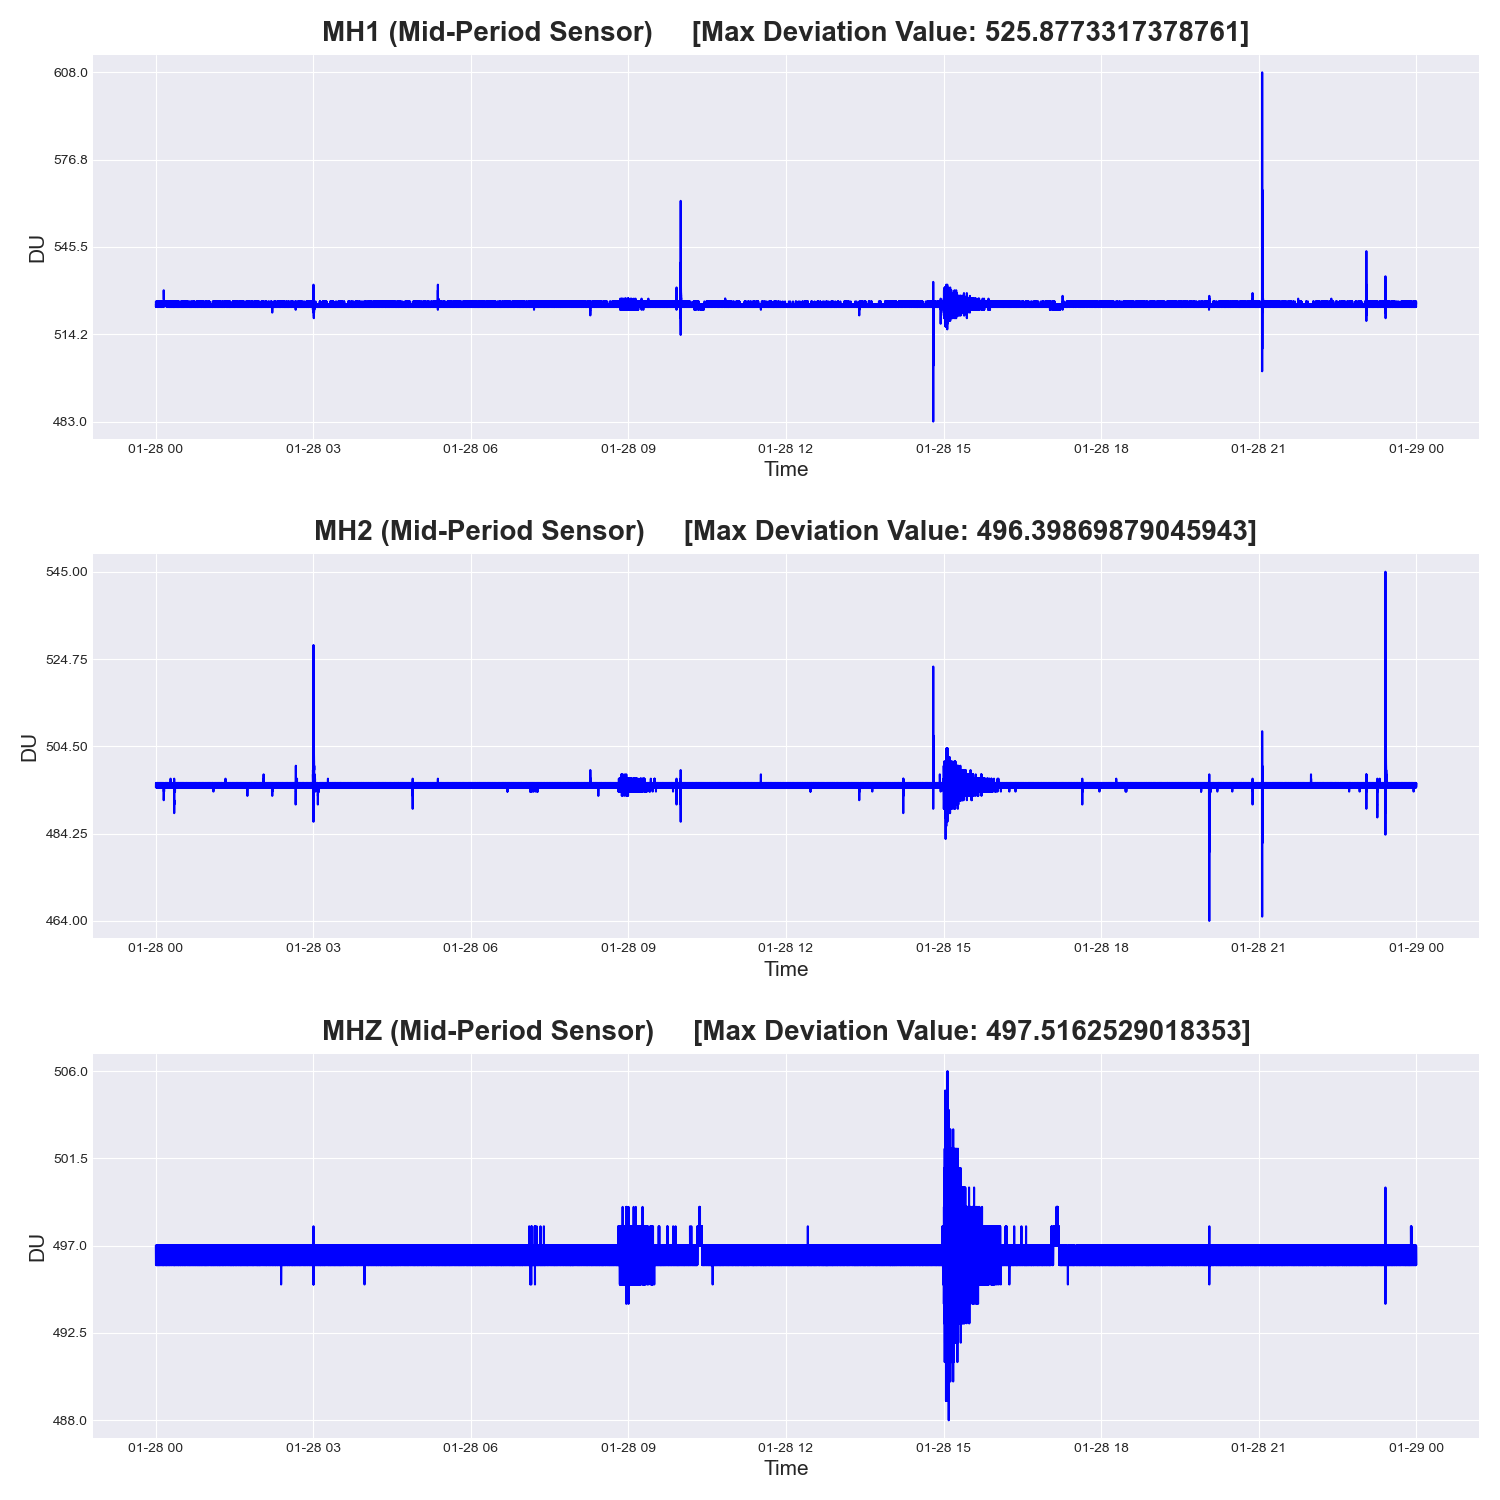 MH1 (Mid-Period Sensor) [Max Deviation Value: 525.8773317378761]
608.0
576.8
545.5
514.2
483.0
DU
01-28 00 01-28 03 01-28 06 01-28 09 01-28 12 01-28 15 01-28 18 01-28 21 01-29 00
Time
MH2 (Mid-Period Sensor) [Max Deviation Value: 496.39869879045943]
545.00
524.75
504.50
484.25
464.00
DU
01-28 00 01-28 03 01-28 06 01-28 09 01-28 12 01-28 15 01-28 18 01-28 21 01-29 00
Time
MHZ (Mid-Period Sensor) [Max Deviation Value: 497.5162529018353]
506.0
501.5
497.0
492.5
488.0
DU
01-28 00 01-28 03 01-28 06 01-28 09 01-28 12 01-28 15 01-28 18 01-28 21 01-29 00
Time